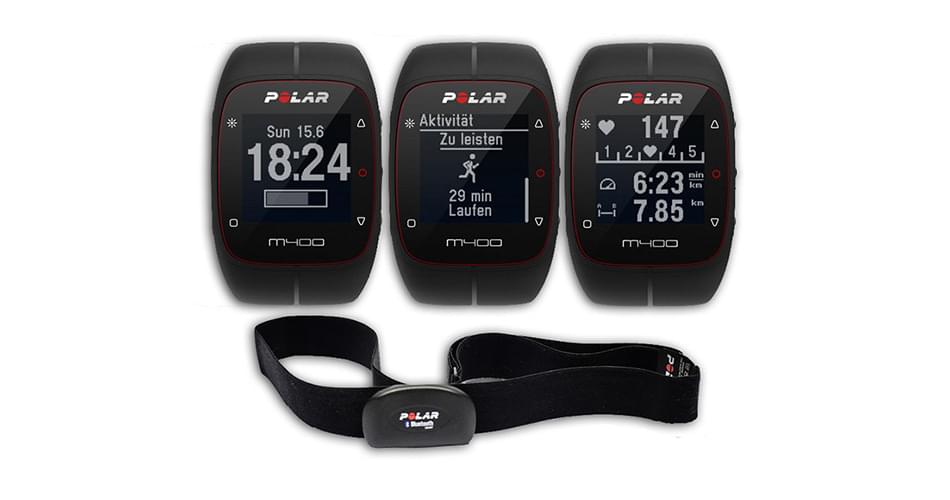 POLAR
Sun 15.6
18:24
M400
POLAR
Aktivität
Zu leisten
29 min
Laufen
M400
POLAR
147
1 2 4 5
6:23 min/km
A B
7.85 km
M400
POLAR
Bluetooth